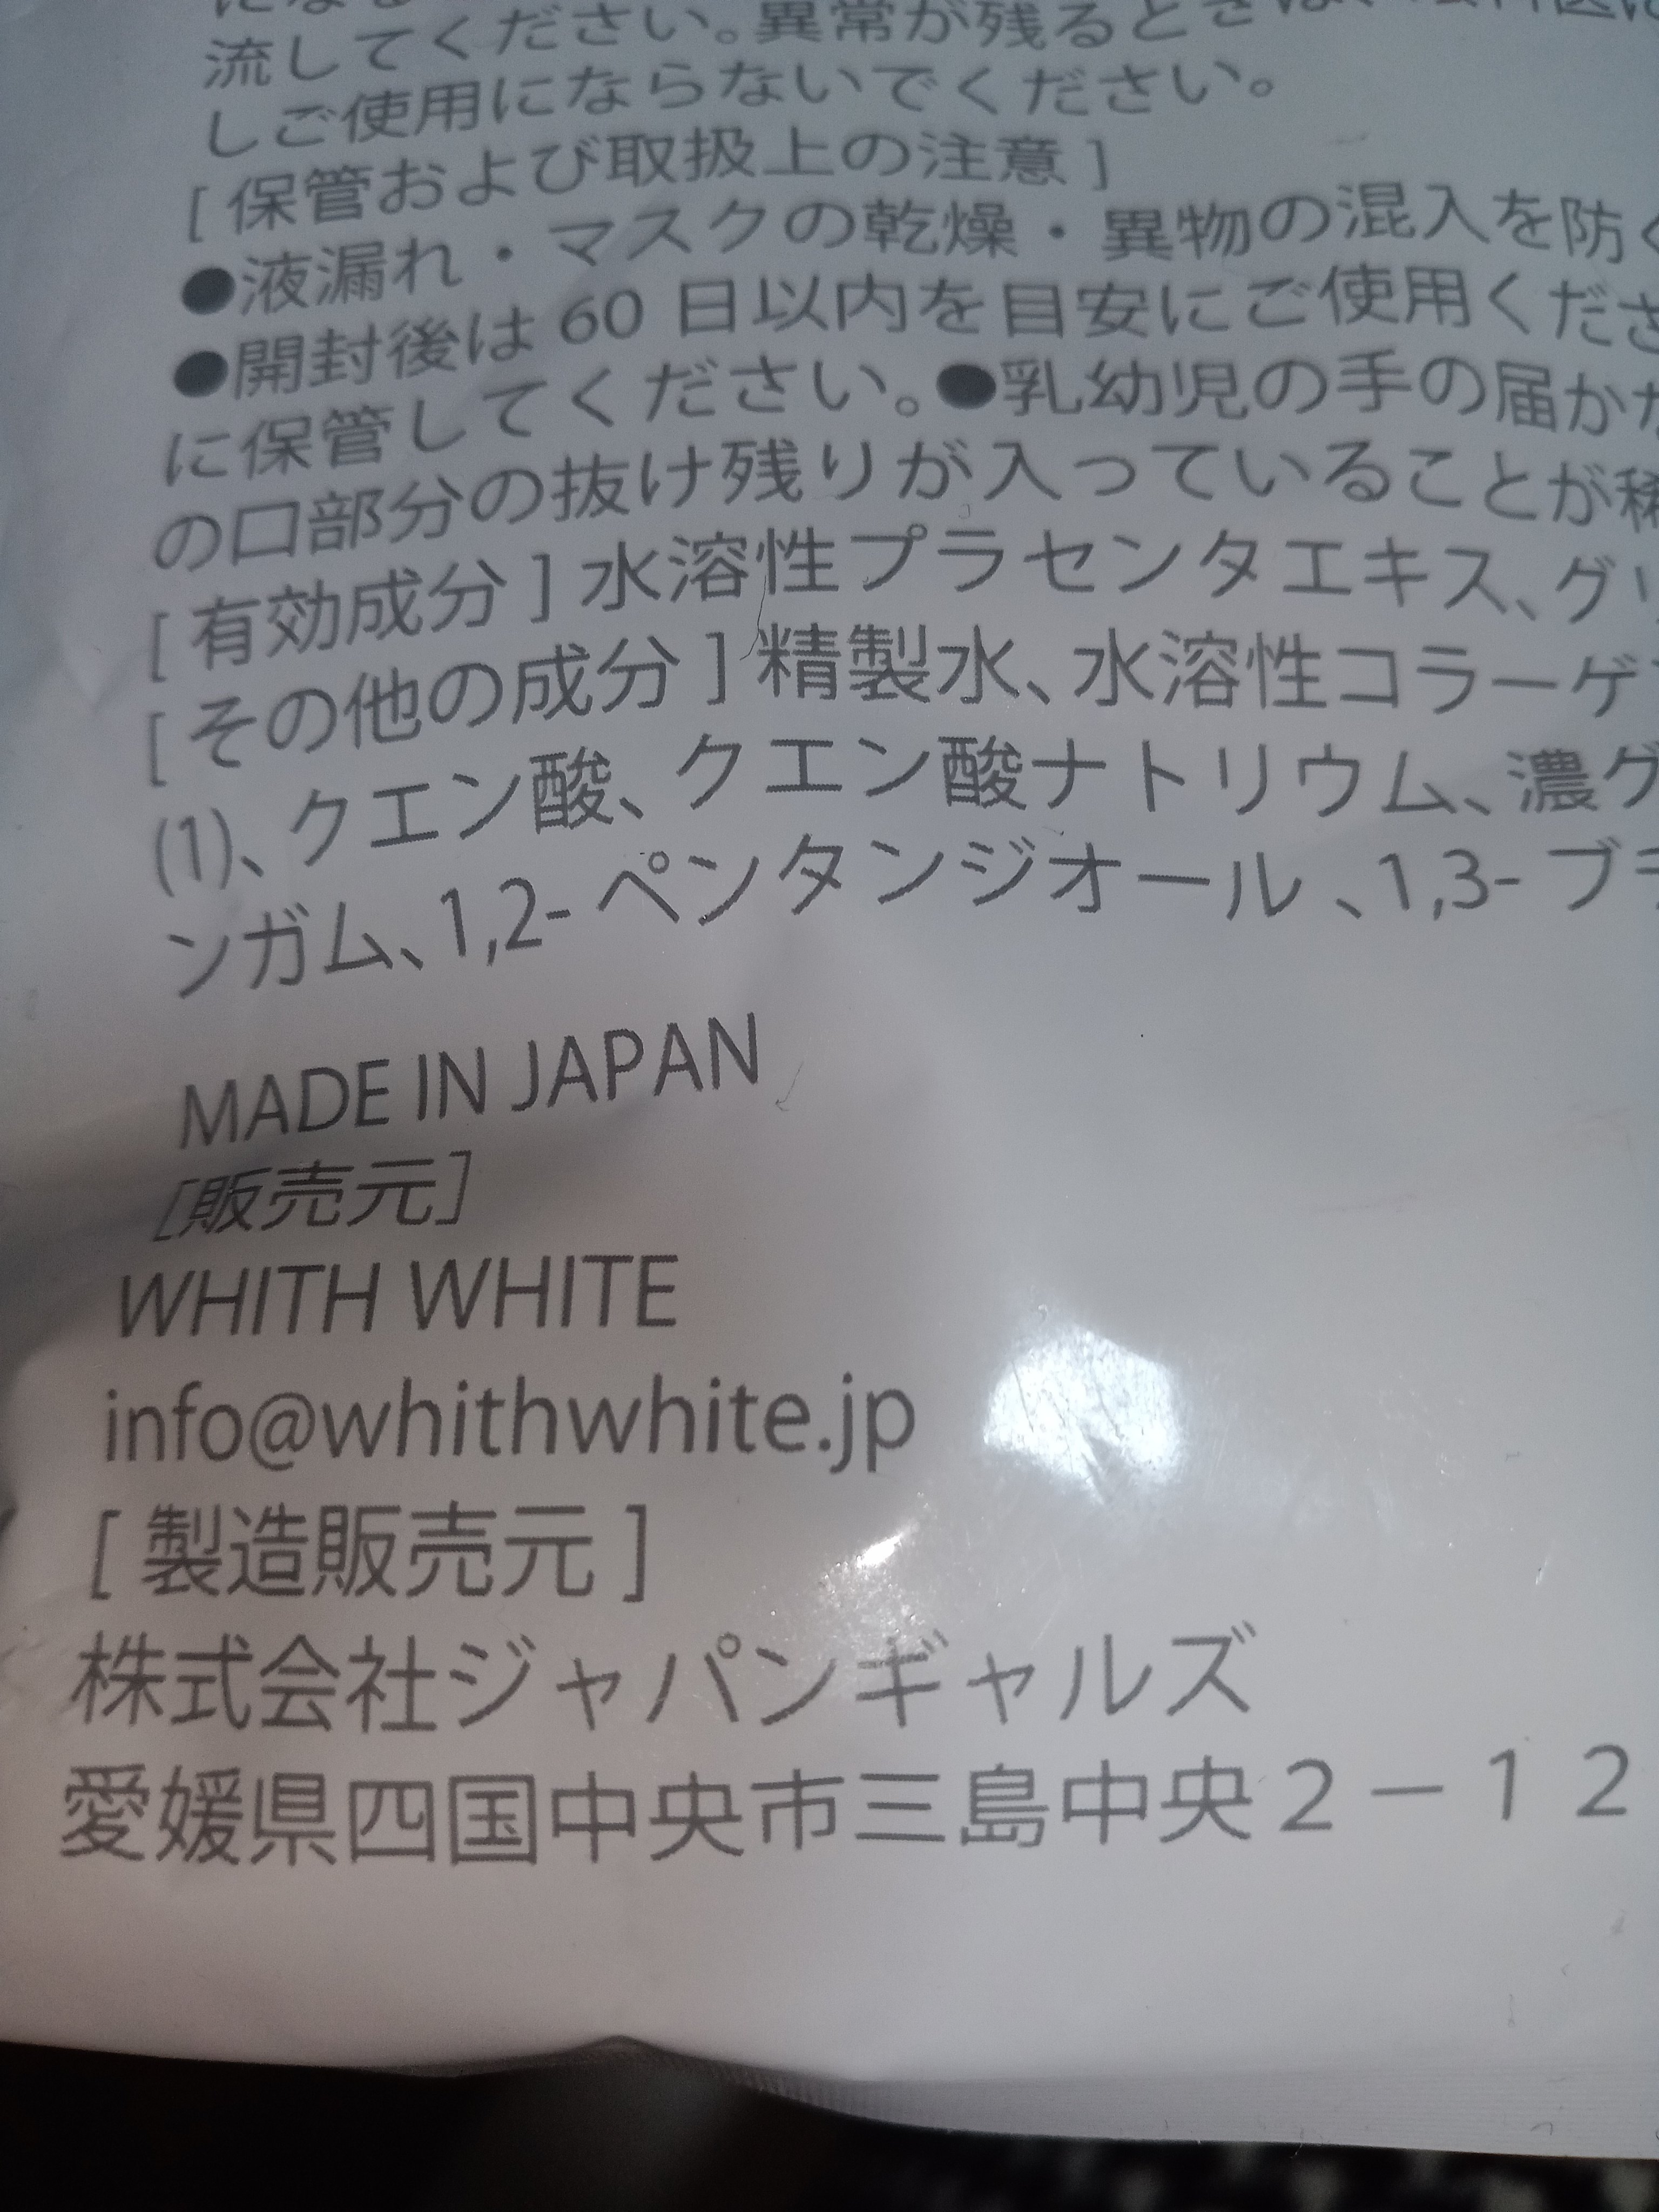 流してください。異常が残るときは、
しご使用にならないでください。
[ 保管および取扱上の注意 ]
●液漏れ・マスクの乾燥・異物の混入を防ぐ
●開封後は 60 日以内を目安にご使用くださ
に保管してください。●乳幼児の手の届かな
の口部分の抜け残りが入っていることが稀
[ 有効成分 ] 水溶性プラセンタエキス、グリ
[ その他の成分 ] 精製水、水溶性コラーゲ
(1)、クエン酸、クエン酸ナトリウム、濃グ
ンガム、1,2- ペンタンジオール 、1,3- ブ
MADE IN JAPAN
[販売元]
WHITH WHITE
info@whithwhite.jp
[ 製造販売元 ]
株式会社ジャパンギャルズ
愛媛県四国中央市三島中央２－１２